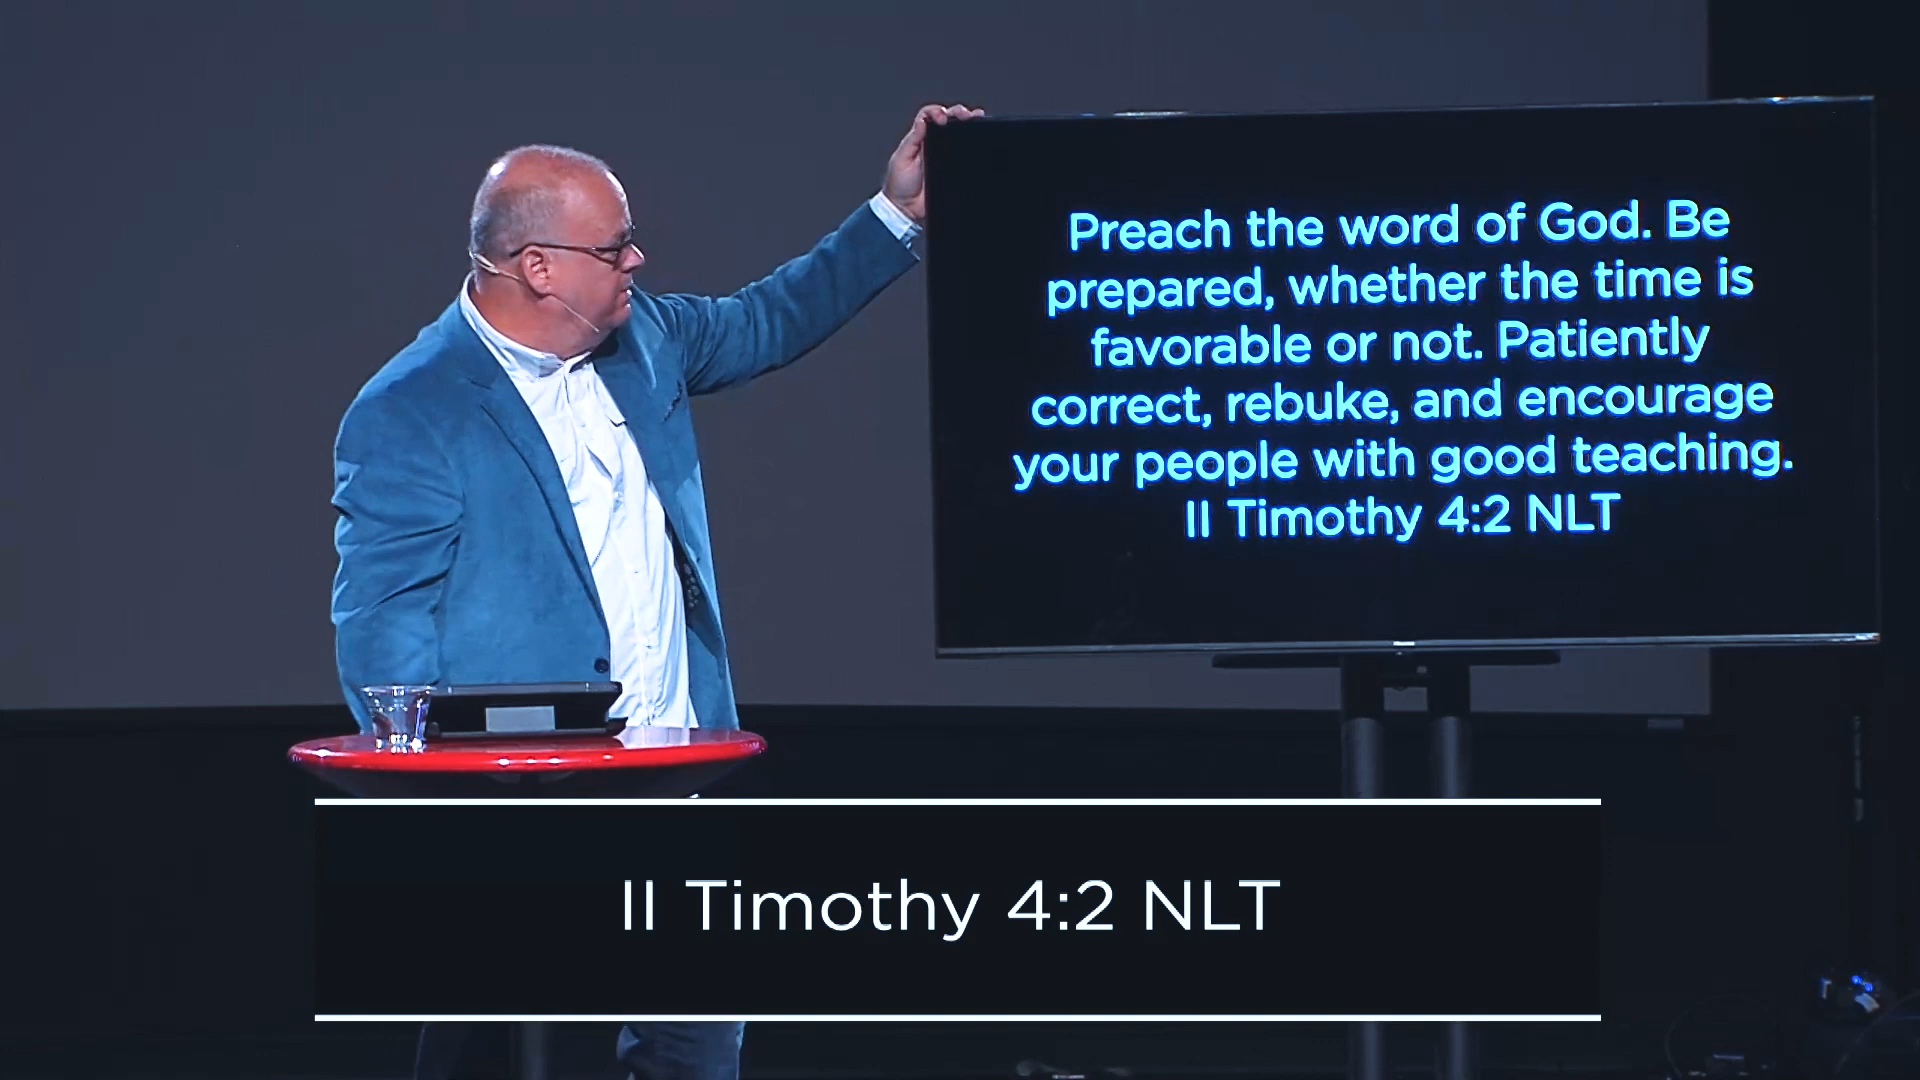 Preach the word of God. Be
prepared, whether the time is
favorable or not. Patiently
correct, rebuke, and encourage
your people with good teaching.
II Timothy 4:2 NLT
II Timothy 4:2 NLT